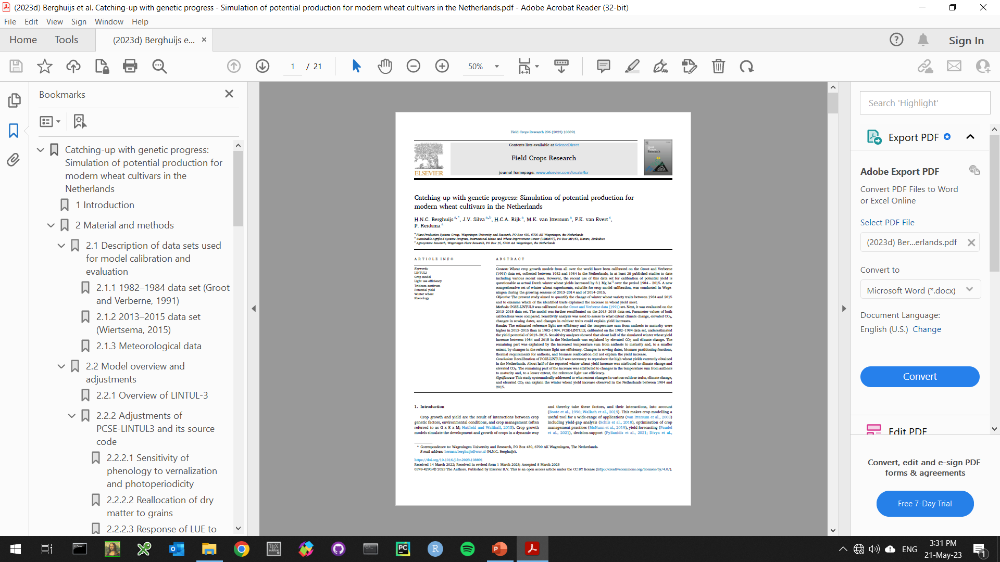 (2023d) Berghuijs et al. Catching-up with genetic progress - Simulation of potential production for modern wheat cultivars in the Netherlands.pdf - Adobe Acrobat Reader (32-bit)
File Edit View Sign Window Help
Home Tools (2023d) Berghuijs e... Sign In
1 / 21 50%
Bookmarks
Catching-up with genetic progress:
Simulation of potential production for
modern wheat cultivars in the
Netherlands
1 Introduction
2 Material and methods
2.1 Description of data sets used
for model calibration and
evaluation
2.1.1 1982–1984 data set (Groot
and Verberne, 1991)
2.1.2 2013–2015 data set
(Wiertsema, 2015)
2.1.3 Meteorological data
2.2 Model overview and
adjustments
2.2.1 Overview of LINTUL-3
2.2.2 Adjustments of
PCSE-LINTUL3 and its source
code
2.2.2.1 Sensitivity of
phenology to vernalization
and photoperiodicity
2.2.2.2 Reallocation of dry
matter to grains
2.2.2.3 Response of LUE to
Field Crops Research 296 (2023) 108891
Contents lists available at ScienceDirect
Field Crops Research
journal homepage: www.elsevier.com/locate/fcr
ELSEVIER
Catching-up with genetic progress: Simulation of potential production for
modern wheat cultivars in the Netherlands
H.N.C. Berghuijs a,*, J.V. Silva a,b, H.C.A. Rijk a, M.K. van Ittersum a, F.K. van Evert c,
P. Reidsma a
a Plant Production Systems Group, Wageningen University and Research, PO Box 430, 6700 AK Wageningen, the Netherlands
b Sustainable Agrifood Systems Program, International Maize and Wheat Improvement Center (CIMMYT), PO Box MP163, Harare, Zimbabwe
c Agrosystems Research, Wageningen Plant Research, PO Box 16, 6700 AA Wageningen, the Netherlands
ARTICLE INFO
Keywords:
LINTUL3
Crop model
Light use efficiency
Triticum aestivum
Potential yield
Winter wheat
Phenology
ABSTRACT
Context: Wheat crop growth models from all over the world have been calibrated on the Groot and Verberne
(1991) data set, collected between 1982 and 1984 in the Netherlands, in at least 28 published studies to date
including various recent ones. However, the recent use of this data set for calibration of potential yield is
questionable as actual Dutch winter wheat yields increased by 3.1 Mg ha-1 over the period 1984 – 2015. A new
comprehensive set of winter wheat experiments, suitable for crop model calibration, was conducted in Wage-
ningen during the growing seasons of 2013–2014 and of 2014–2015.
Objective: The present study aimed to quantify the change of winter wheat variety traits between 1984 and 2015
and to examine which of the identified traits explained the increase in wheat yield most.
Methods: PCSE-LINTUL3 was calibrated on the Groot and Verberne data (1991) set. Next, it was evaluated on the
2013–2015 data set. The model was further recalibrated on the 2013–2015 data set. Parameter values of both
calibrations were compared. Sensitivity analysis was used to assess to what extent climate change, elevated CO2,
changes in sowing dates, and changes in cultivar traits could explain yield increases.
Results: The estimated reference light use efficiency and the temperature sum from anthesis to maturity were
higher in 2013–2015 than in 1982–1984. PCSE-LINTUL3, calibrated on the 1982–1984 data set, underestimated
the yield potential of 2013–2015. Sensitivity analyses showed that about half of the simulated winter wheat yield
increase between 1984 and 2015 in the Netherlands was explained by elevated CO2 and climate change. The
remaining part was explained by the increased temperature sum from anthesis to maturity and, to a smaller
extent, by changes in the reference light use efficiency. Changes in sowing dates, biomass partitioning fractions,
thermal requirements for anthesis, and biomass reallocation did not explain the yield increase.
Conclusion: Recalibration of PCSE-LINTUL3 was necessary to reproduce the high wheat yields currently obtained
in the Netherlands. About half of the reported winter wheat yield increase was attributed to climate change and
elevated CO2. The remaining part of the increase was attributed to changes in the temperature sum from anthesis
to maturity and, to a lesser extent, the reference light use efficiency.
Significance: This study systematically addressed to what extent changes in various cultivar traits, climate change,
and elevated CO2 can explain the winter wheat yield increase observed in the Netherlands between 1984 and
2015.
1. Introduction
Crop growth and yield are the result of interactions between crop
genetic factors, environmental conditions, and crop management (often
referred to as G x E x M; Hatfield and Walthall, 2015). Crop growth
models simulate the development and growth of crops in a dynamic way
and thereby take these factors, and their interactions, into account
(Boote et al., 1996; Wallach et al., 2019). This makes crop modelling a
useful tool for a wide-range of applications (van Ittersum et al., 2003)
including yield-gap analysis (Schils et al., 2018), optimisation of crop
management practices (McNunn et al., 2019), yield forecasting (Paudel
et al., 2021), decision-support (Pylianidis et al., 2021; Divya et al.,
* Correspondence to: Wageningen University and Research, PO Box 430, 6700 AK Wageningen, The Netherlands.
E-mail address: herman.berghuijs@wur.nl (H.N.C. Berghuijs).
https://doi.org/10.1016/j.fcr.2023.108891
Received 14 March 2022; Received in revised form 1 March 2023; Accepted 8 March 2023
0378-4290/© 2023 The Authors. Published by Elsevier B.V. This is an open access article under the CC BY license (http://creativecommons.org/licenses/by/4.0/).
Search 'Highlight'
Export PDF
Adobe Export PDF
Convert PDF Files to Word
or Excel Online
Select PDF File
(2023d) Ber...erlands.pdf
Convert to
Microsoft Word (*.docx)
Document Language:
English (U.S.) Change
Convert
Edit PDF
Convert, edit and e-sign PDF
forms & agreements
Free 7-Day Trial
ENG
3:31 PM
21-May-23
1